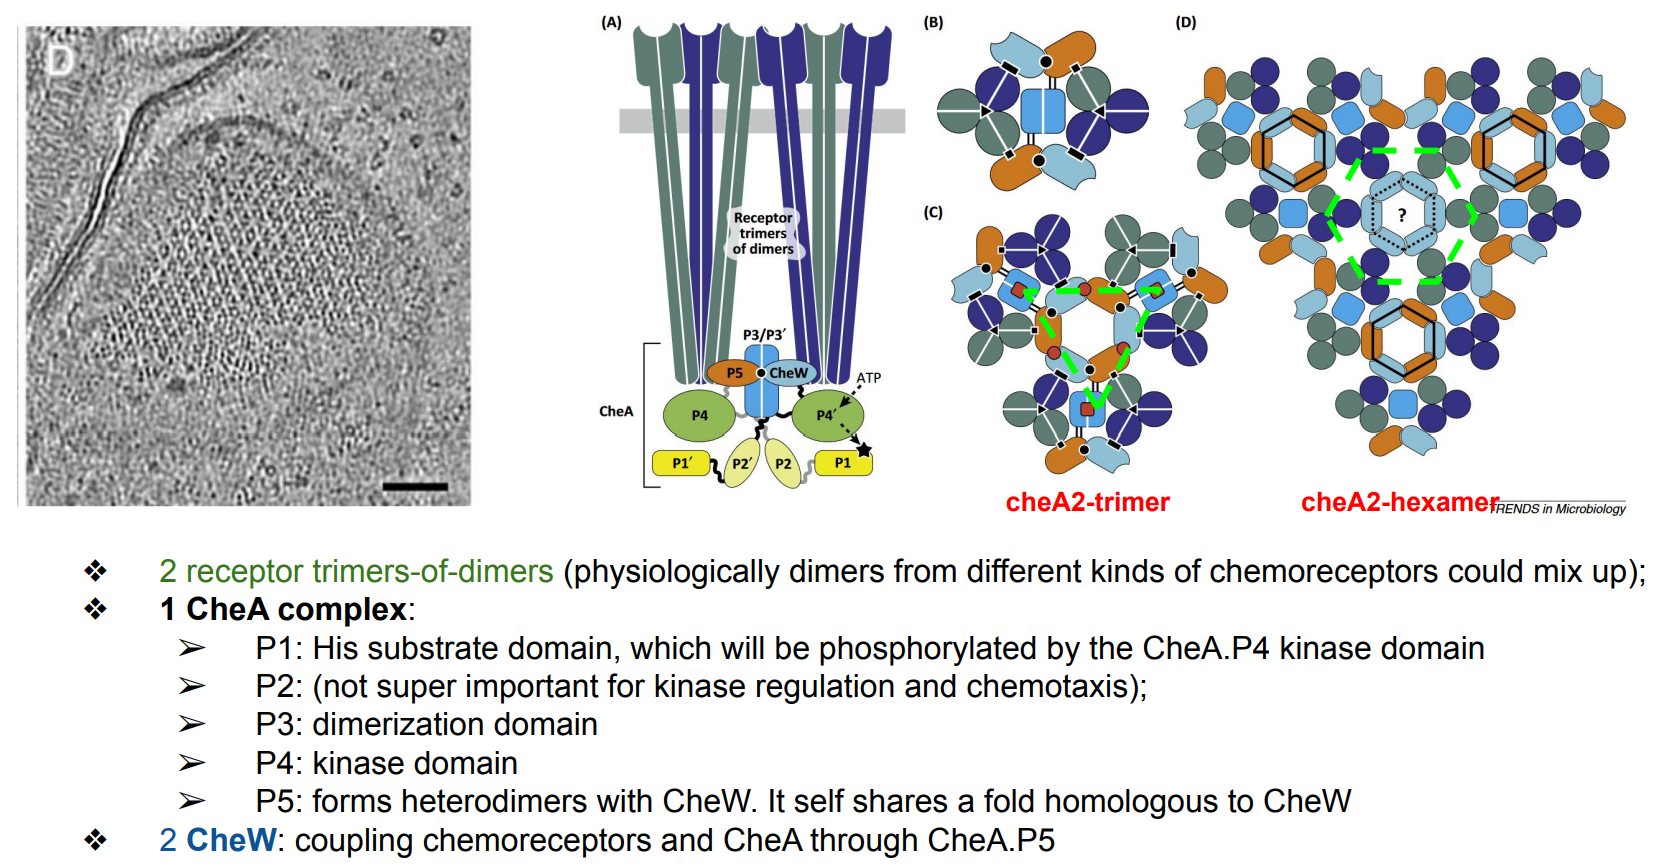 D
(A)
Receptor
trimers
of dimers
P3/P3′
P5
CheW
ATP
CheA
P4
P4′
P1′
P2′
P2
P1
(B)
(C)
cheA2-trimer
(D)
?
cheA2-hexamer
TRENDS in Microbiology
❖ 2 receptor trimers-of-dimers (physiologically dimers from different kinds of chemoreceptors could mix up);
❖ 1 CheA complex:
➢ P1: His substrate domain, which will be phosphorylated by the CheA.P4 kinase domain
➢ P2: (not super important for kinase regulation and chemotaxis);
➢ P3: dimerization domain
➢ P4: kinase domain
➢ P5: forms heterodimers with CheW. It self shares a fold homologous to CheW
❖ 2 CheW: coupling chemoreceptors and CheA through CheA.P5